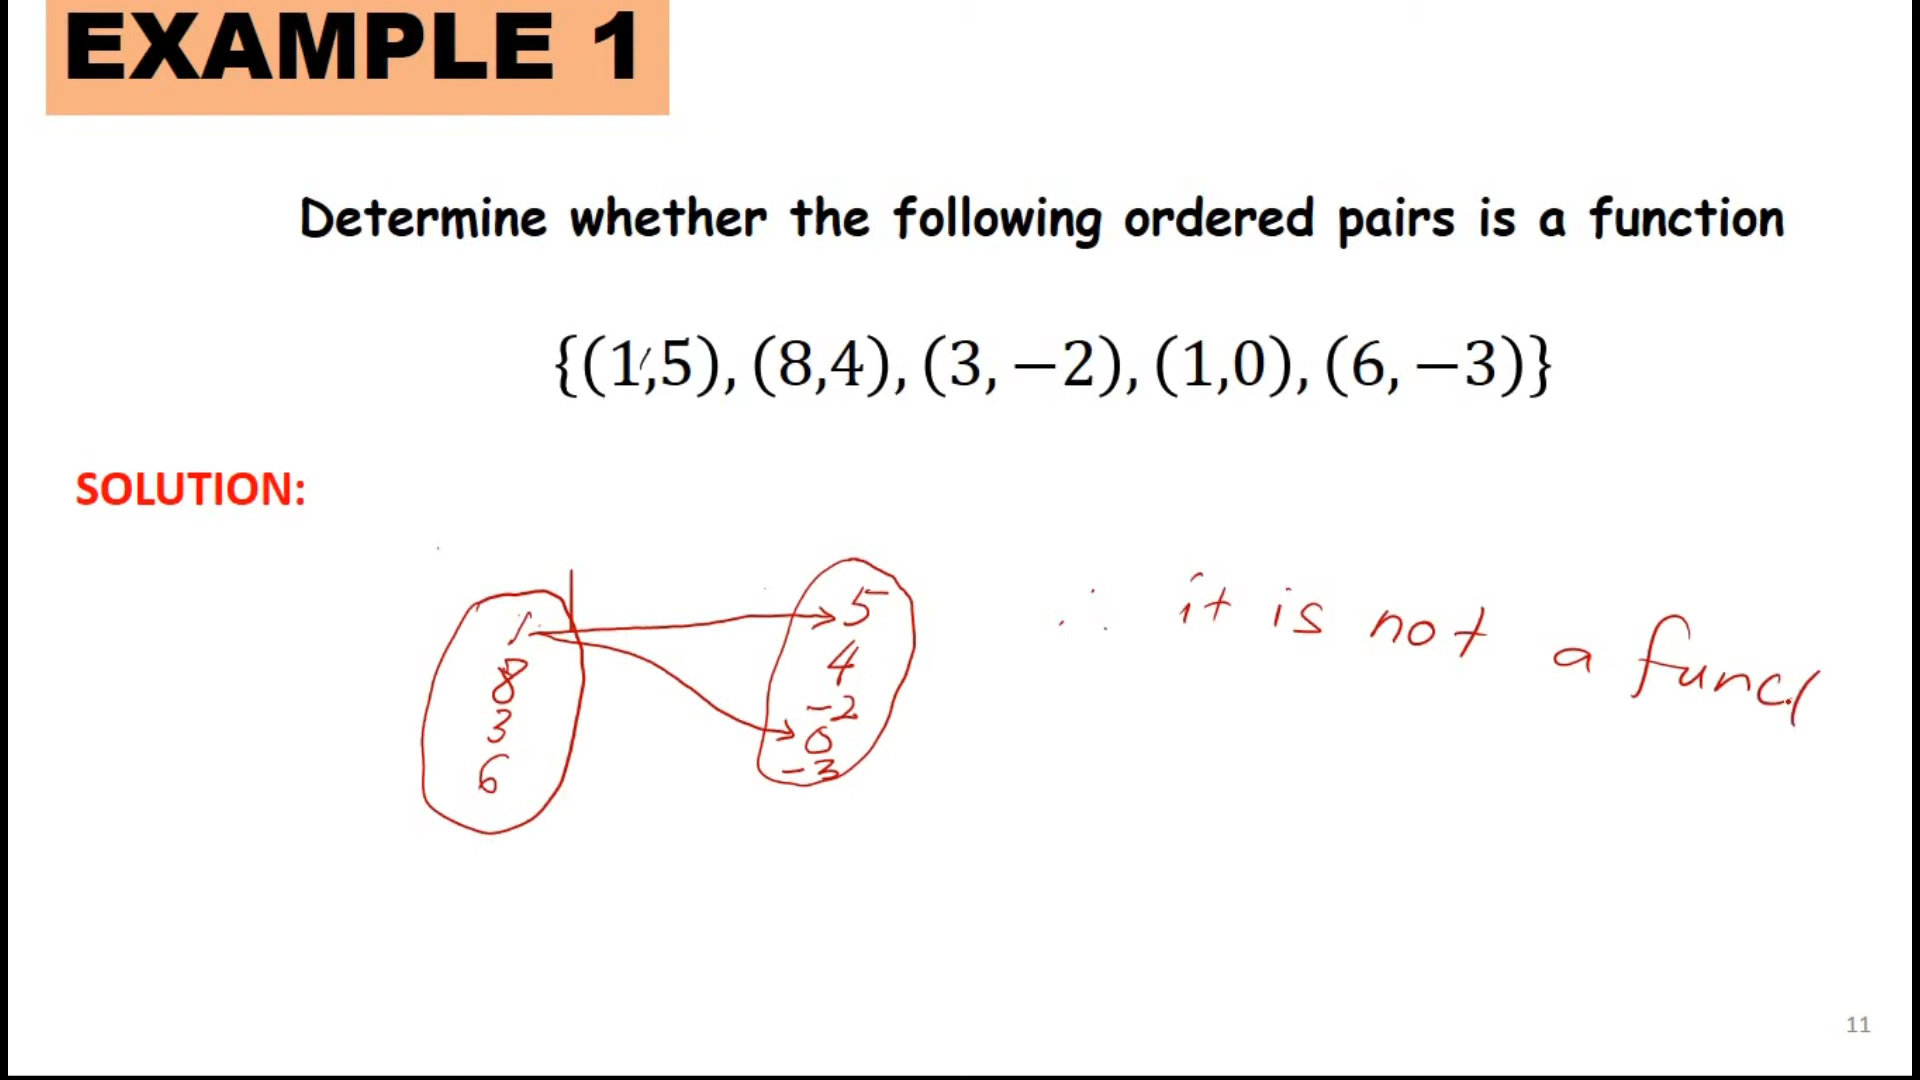 EXAMPLE 1
Determine whether the following ordered pairs is a function
{(1,5), (8,4), (3, −2), (1,0), (6, −3)}
SOLUTION:
1
8
3
6
5
4
-2
0
-3
∴ it is not a func
11